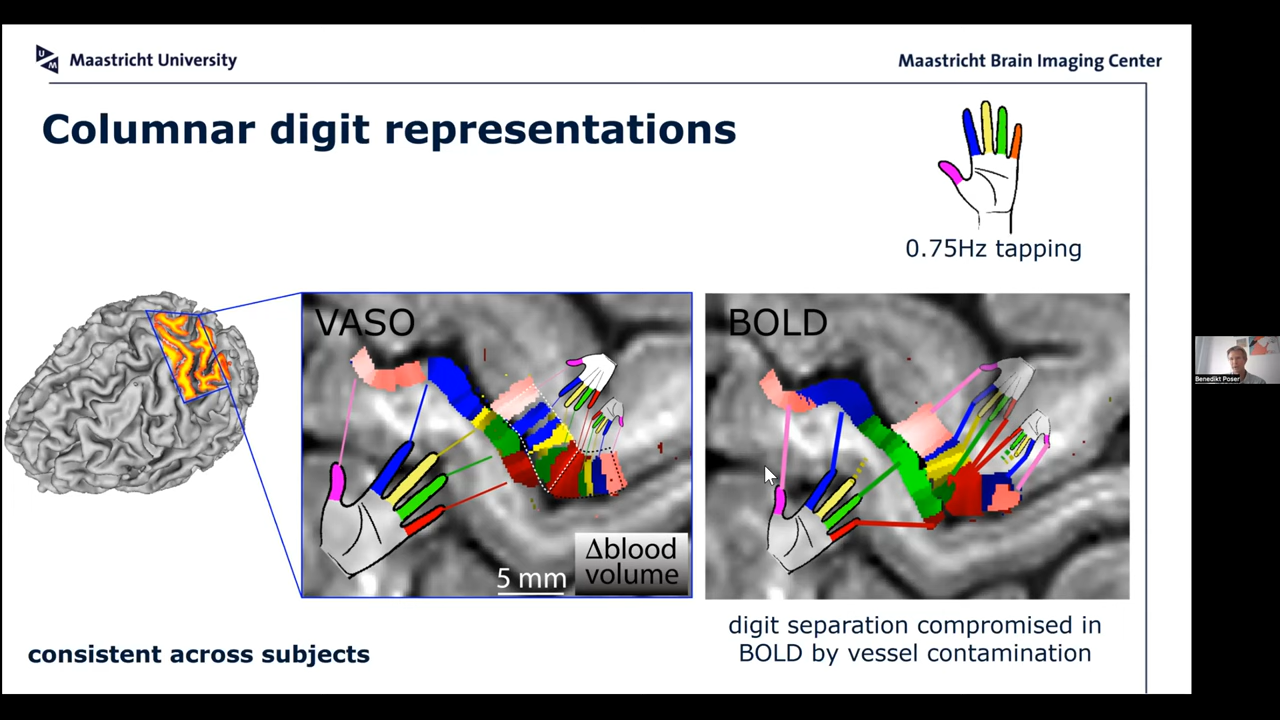 Maastricht University
Maastricht Brain Imaging Center
Columnar digit representations
0.75Hz tapping
VASO
BOLD
Δblood
volume
5 mm
digit separation compromised in
BOLD by vessel contamination
consistent across subjects
Benedikt Poser
UM